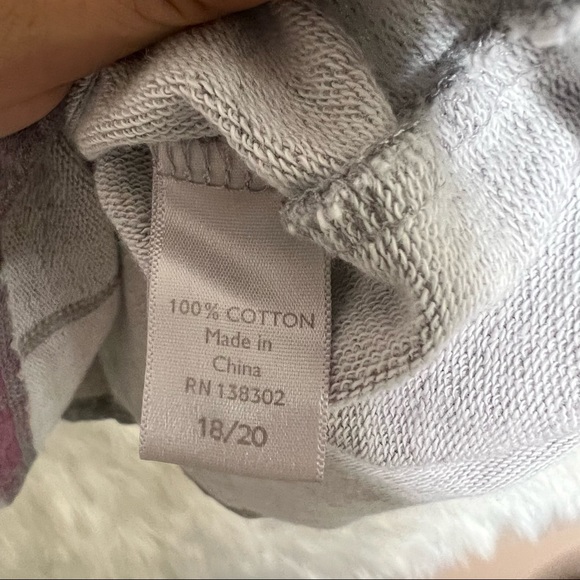 100% COTTON
Made in
China
RN 138302
18/20